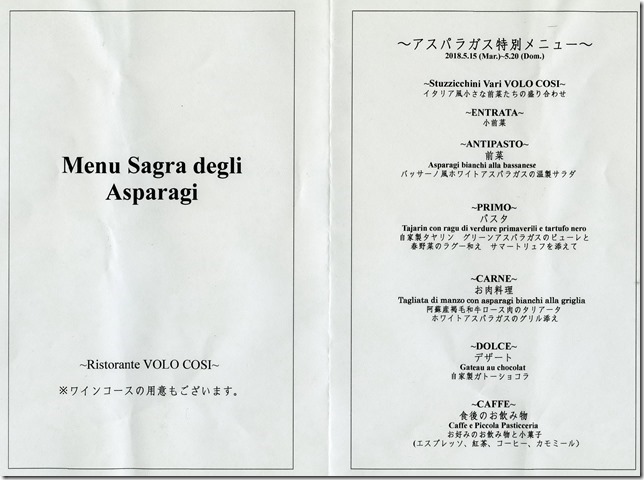 Menu Sagra degli
Asparagi
~Ristorante VOLO COSI~
※ワインコースの用意もございます。
～アスパラガス特別メニュー～
2018.5.15 (Mar.)~5.20 (Dom.)
~Stuzzicchini Vari VOLO COSI~
イタリア風小さな前菜たちの盛り合わせ
~ENTRATA~
小前菜
~ANTIPASTO~
前菜
Asparagi bianchi alla bassanese
バッサーノ風ホワイトアスパラガスの温製サラダ
~PRIMO~
パスタ
Tajarin con ragu di verdure primaverili e tartufo nero
自家製タヤリン　グリーンアスパラガスのピューレと
春野菜のラグー和え　サマートリュフを添えて
~CARNE~
お肉料理
Tagliata di manzo con asparagi bianchi alla griglia
阿蘇産褐毛和牛ロース肉のタリアータ
ホワイトアスパラガスのグリル添え
~DOLCE~
デザート
Gateau au chocolat
自家製ガトーショコラ
~CAFFE~
食後のお飲み物
Caffe e Piccola Pasticceria
お好みのお飲み物と小菓子
(エスプレッソ、紅茶、コーヒー、カモミール)